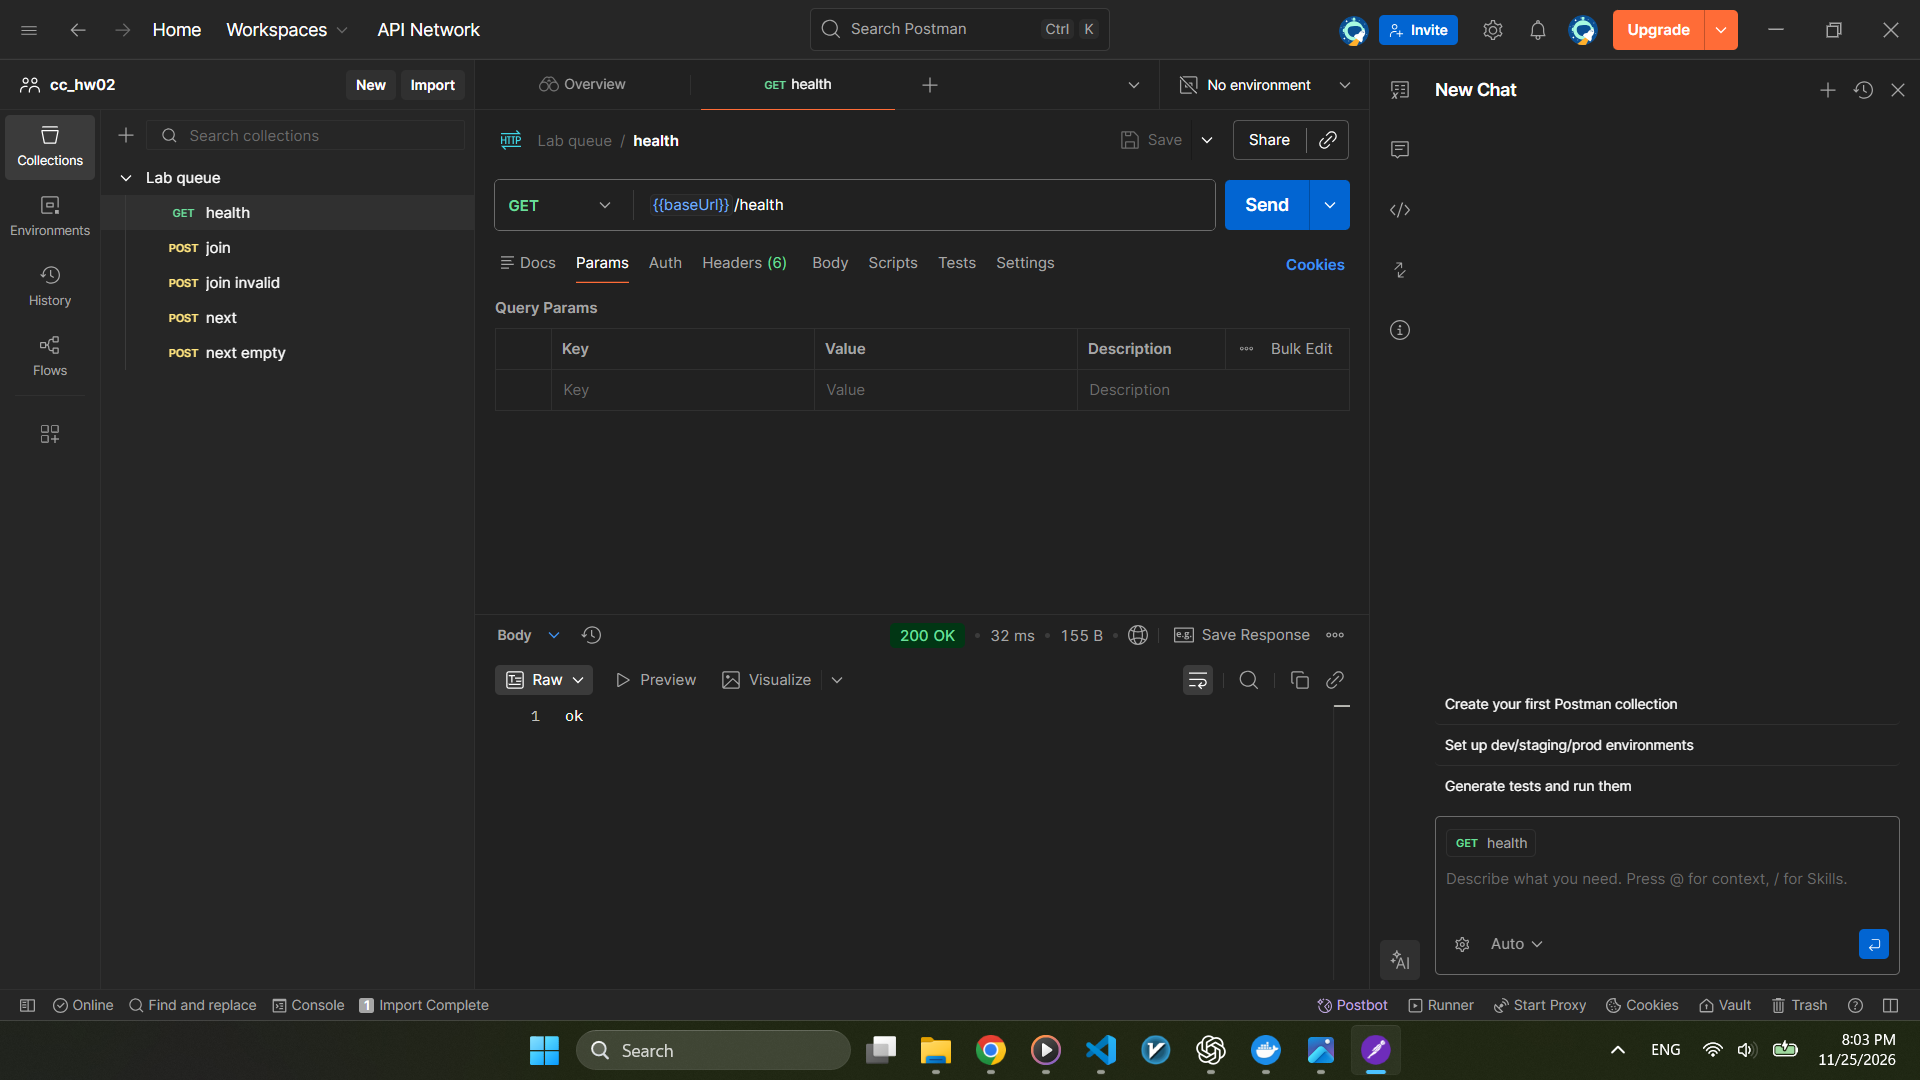 Home
Workspaces
API Network
Search Postman
Ctrl K
Invite
Upgrade
cc_hw02
New
Import
Overview
GET health
No environment
New Chat
Collections
Environments
History
Flows
Search collections
Lab queue
GET health
POST join
POST join invalid
POST next
POST next empty
HTTP
Lab queue / health
Save
Share
GET
{{baseUrl}} /health
Send
Docs
Params
Auth
Headers (6)
Body
Scripts
Tests
Settings
Cookies
Query Params
Key
Value
Description
Bulk Edit
Key
Value
Description
Body
200 OK
32 ms
155 B
e.g.
Save Response
Raw
Preview
Visualize
1 ok
Create your first Postman collection
Set up dev/staging/prod environments
Generate tests and run them
GET health
Describe what you need. Press @ for context, / for Skills.
Auto
AI
Online
Find and replace
Console
1 Import Complete
Postbot
Runner
Start Proxy
Cookies
Vault
Trash
Search
ENG
8:03 PM
11/25/2026